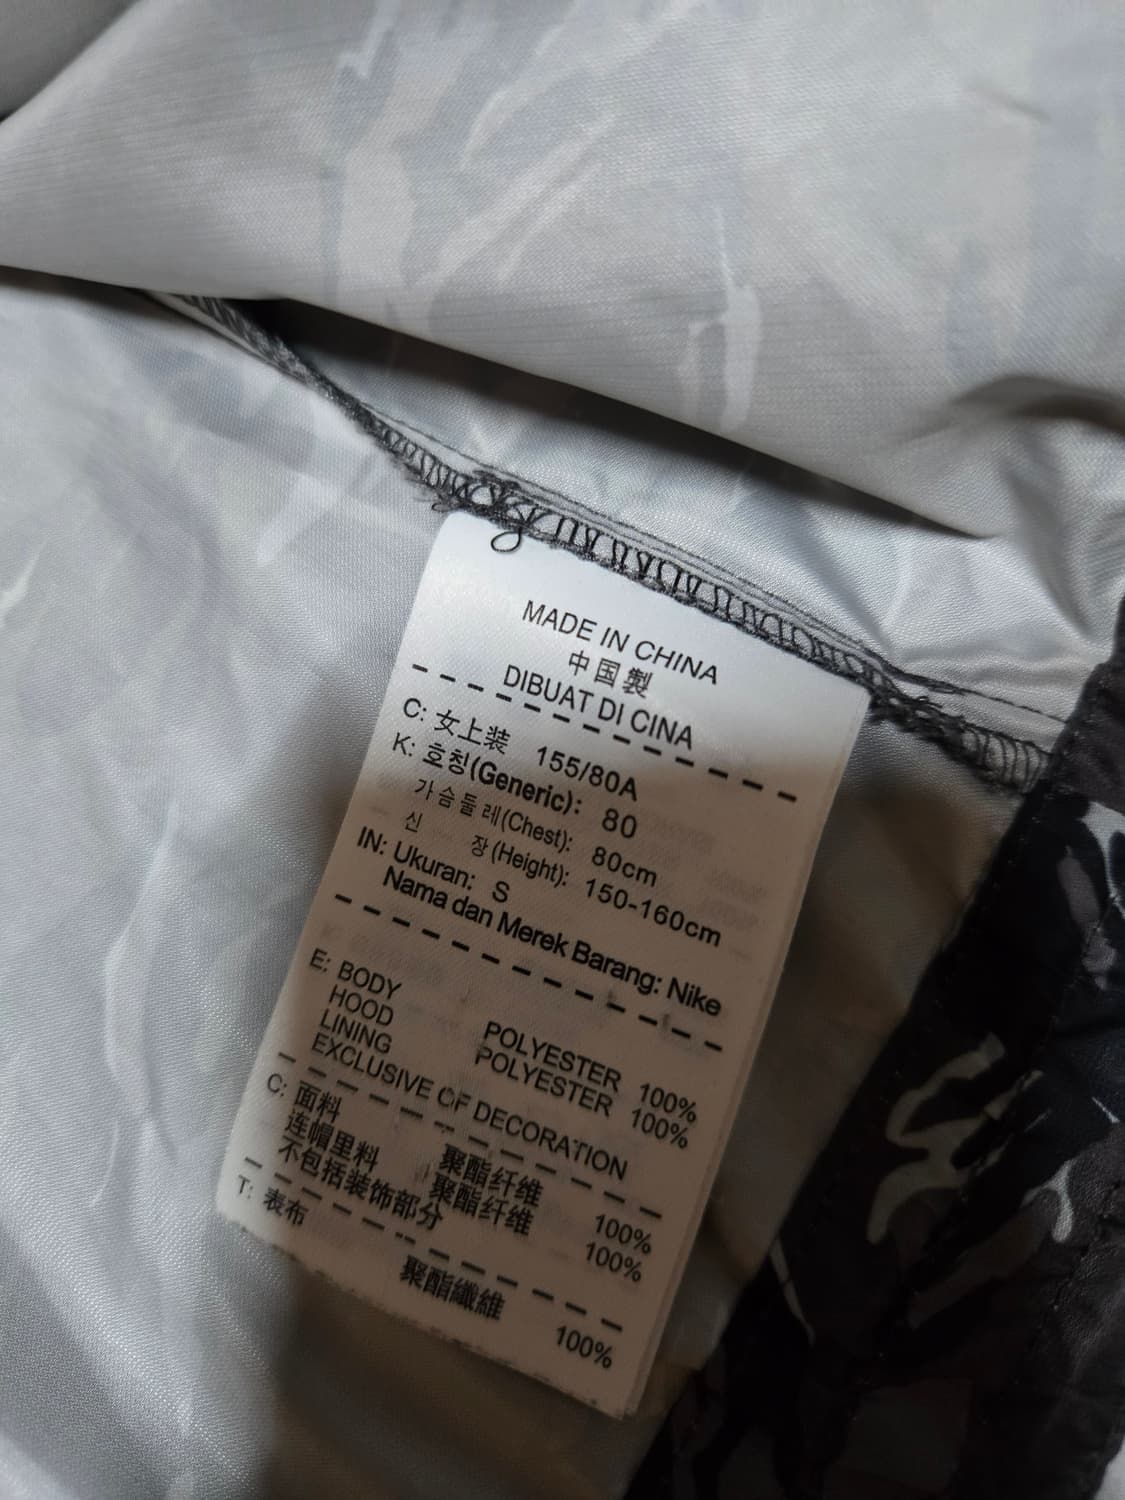 MADE IN CHINA
中国製
DIBUAT DI CINA
C: 女上装 155/80A
K: 호칭(Generic): 80
가슴둘레(Chest): 80cm
신 장(Height): 150-160cm
IN: Ukuran: S
Nama dan Merek Barang: Nike
E: BODY POLYESTER 100%
HOOD LINING POLYESTER 100%
EXCLUSIVE OF DECORATION
C: 面料 聚酯纤维 100%
连帽里料 聚酯纤维 100%
不包括装饰部分
T: 表布 聚酯纖維 100%